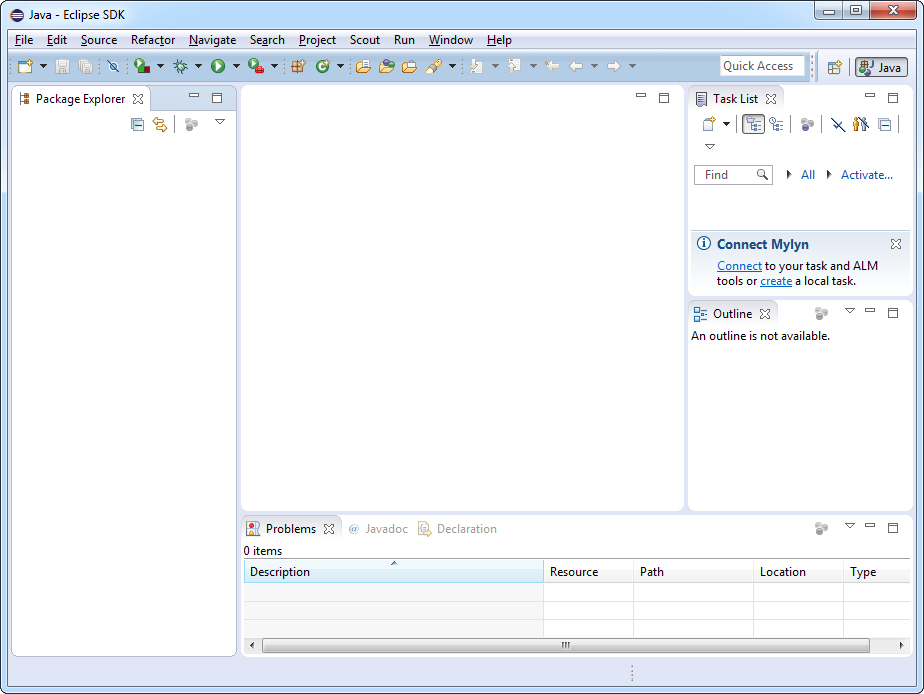 Java - Eclipse SDK
File Edit Source Refactor Navigate Search Project Scout Run Window Help
Quick Access Java
Package Explorer
Task List
Find All Activate...
Connect Mylyn
Connect to your task and ALM
tools or create a local task.
Outline
An outline is not available.
Problems @ Javadoc Declaration
0 items
Description Resource Path Location Type